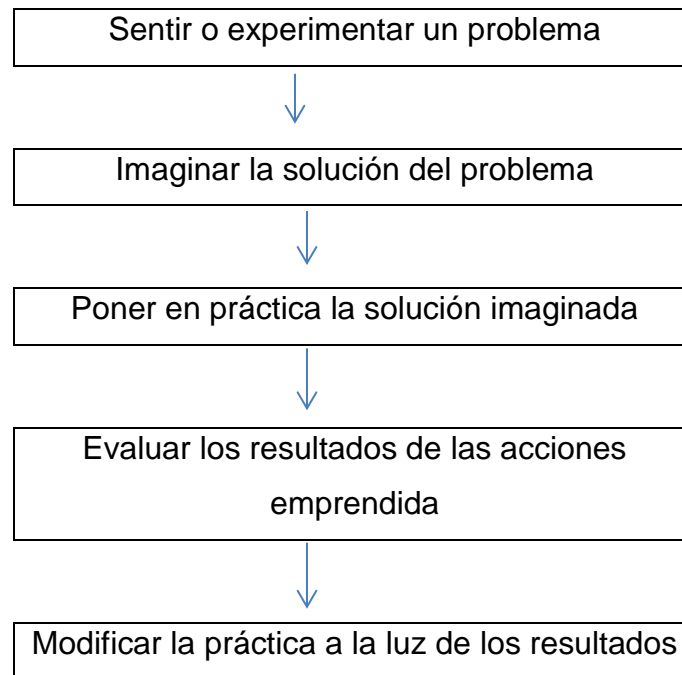 Sentir o experimentar un problema
Imaginar la solución del problema
Poner en práctica la solución imaginada
Evaluar los resultados de las acciones
emprendida
Modificar la práctica a la luz de los resultados